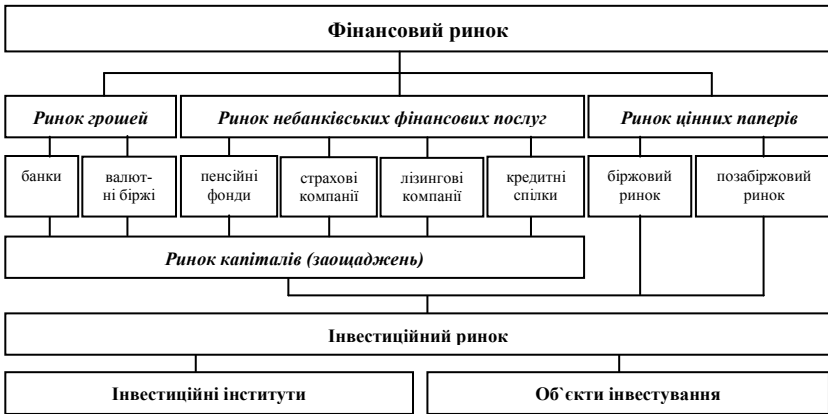 Фінансовий ринок
Ринок грошей
Ринок небанківських фінансових послуг
Ринок цінних паперів
банки
валют-
ні біржі
пенсійні
фонди
страхові
компанії
лізингові
компанії
кредитні
спілки
біржовий
ринок
позабіржовий
ринок
Ринок капіталів (заощаджень)
Інвестиційний ринок
Інвестиційні інститути
Об`єкти інвестування